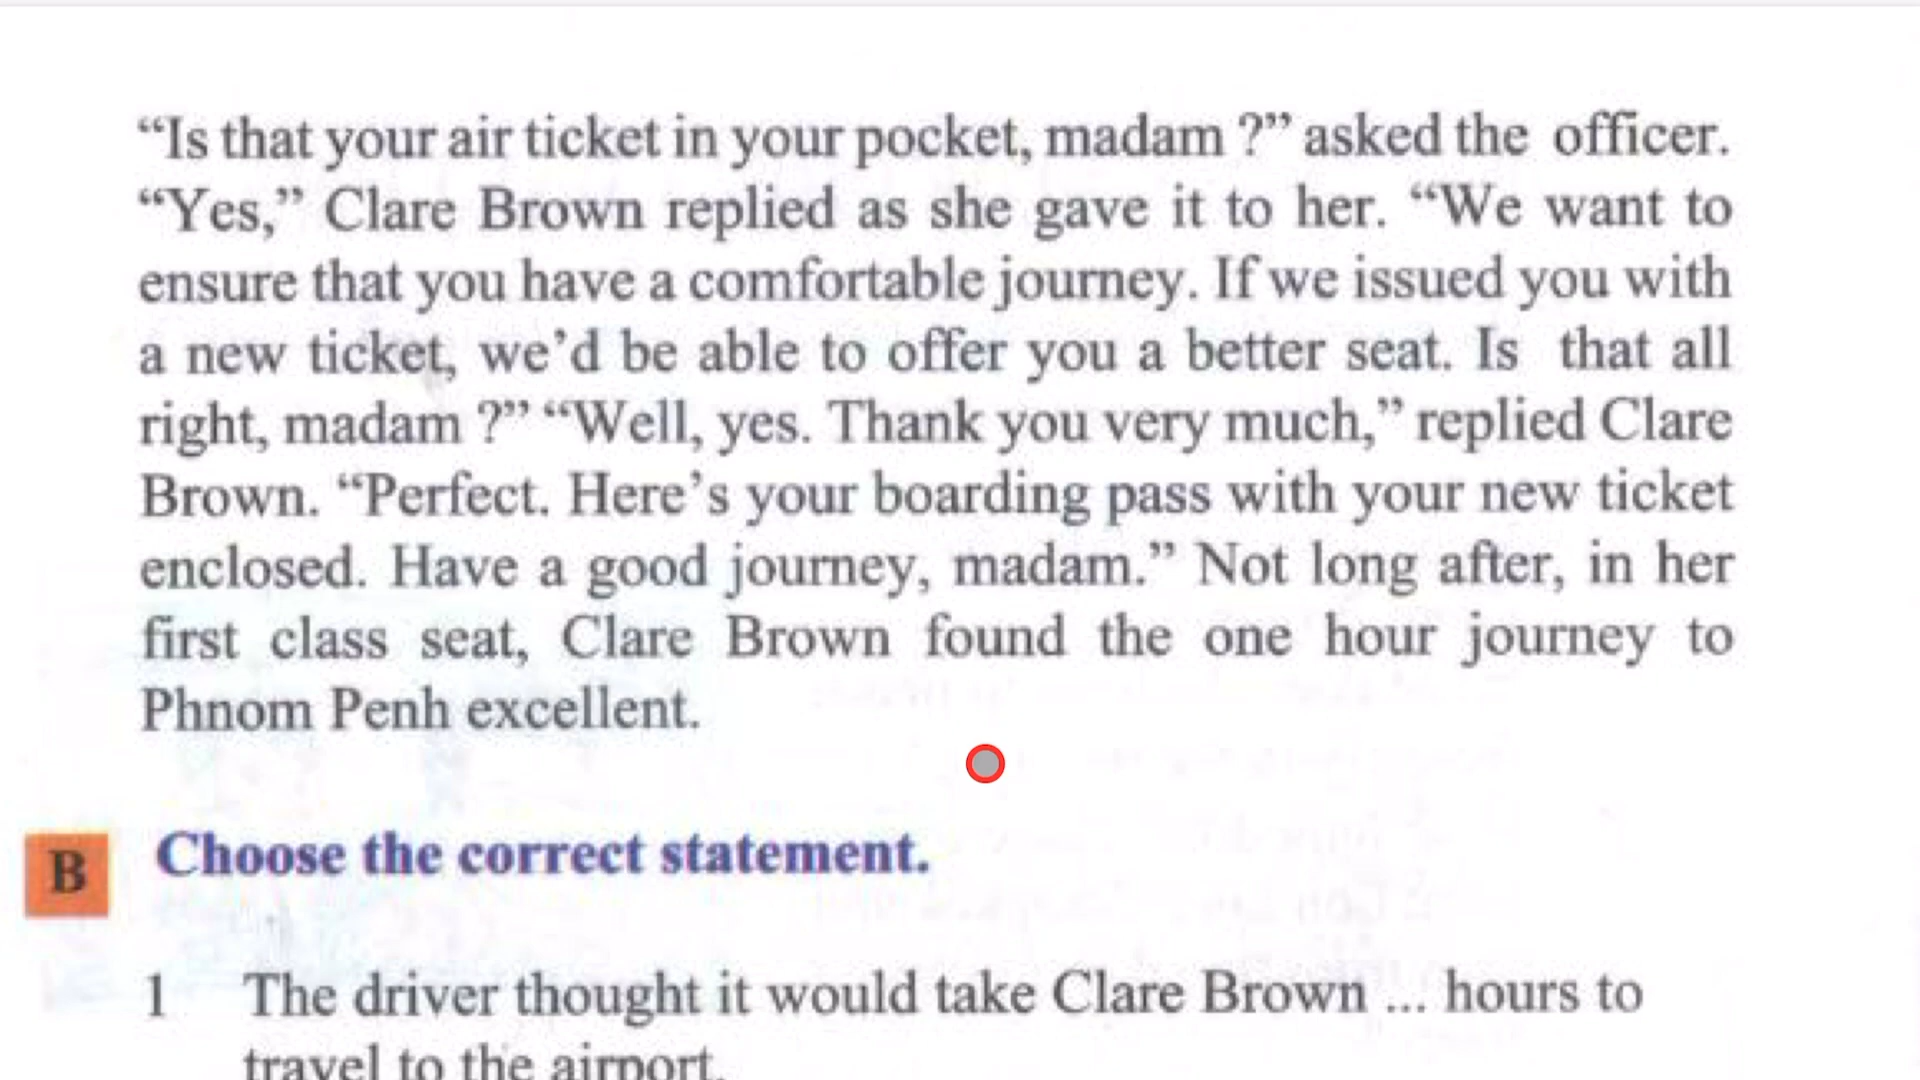 “Is that your air ticket in your pocket, madam ?” asked the officer.
“Yes,” Clare Brown replied as she gave it to her. “We want to
ensure that you have a comfortable journey. If we issued you with
a new ticket, we’d be able to offer you a better seat. Is that all
right, madam ?” “Well, yes. Thank you very much,” replied Clare
Brown. “Perfect. Here’s your boarding pass with your new ticket
enclosed. Have a good journey, madam.” Not long after, in her
first class seat, Clare Brown found the one hour journey to
Phnom Penh excellent.
B Choose the correct statement.
1 The driver thought it would take Clare Brown ... hours to
travel to the airport.